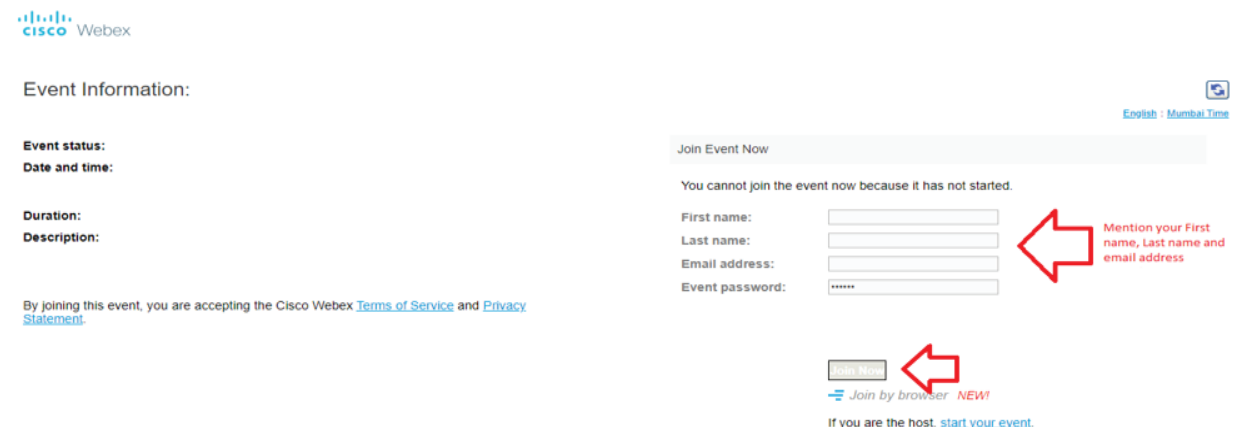 CISCO Webex
Event Information:
English : Mumbai Time
Event status:
Date and time:
Duration:
Description:
By joining this event, you are accepting the Cisco Webex Terms of Service and Privacy
Statement.
Join Event Now
You cannot join the event now because it has not started.
First name:
Last name:
Email address:
Event password: ••••••
Mention your First
name, Last name and
email address
Join Now
Join by browser NEW!
If you are the host, start your event.